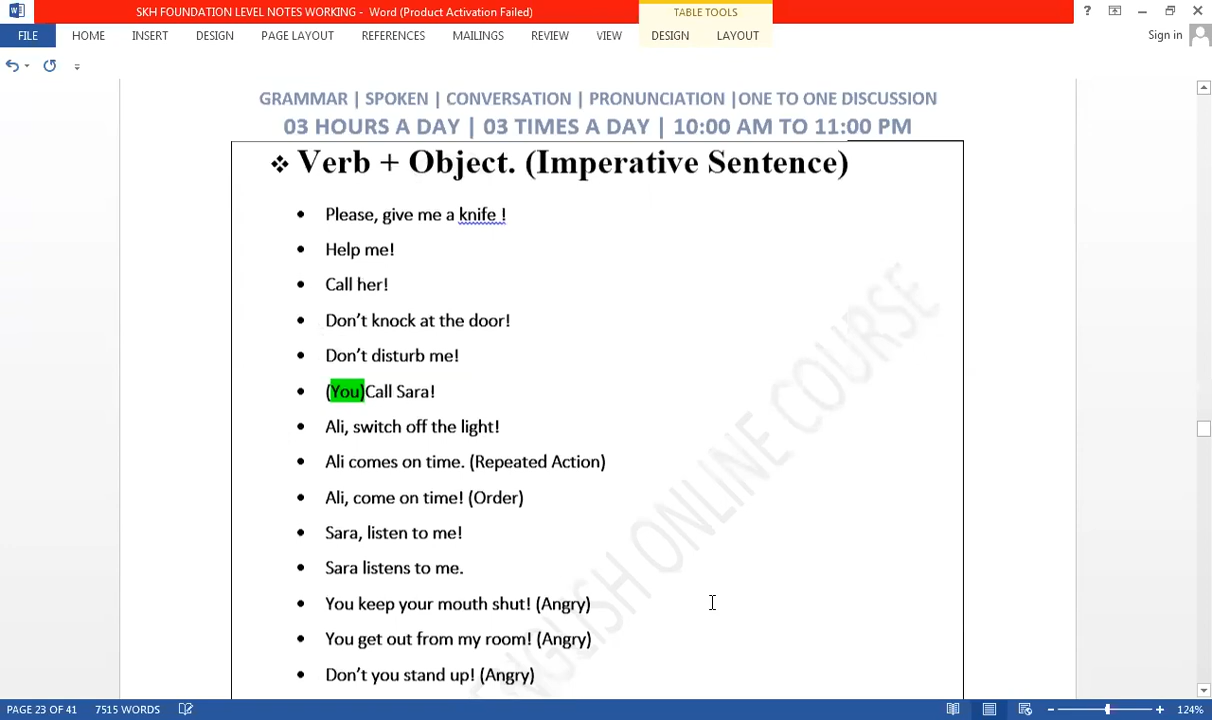 SKH FOUNDATION LEVEL NOTES WORKING - Word (Product Activation Failed)
TABLE TOOLS
?
FILE HOME INSERT DESIGN PAGE LAYOUT REFERENCES MAILINGS REVIEW VIEW DESIGN LAYOUT
Sign in
GRAMMAR | SPOKEN | CONVERSATION | PRONUNCIATION |ONE TO ONE DISCUSSION
03 HOURS A DAY | 03 TIMES A DAY | 10:00 AM TO 11:00 PM
❖ Verb + Object. (Imperative Sentence)
• Please, give me a knife !
• Help me!
• Call her!
• Don't knock at the door!
• Don't disturb me!
• (You)Call Sara!
• Ali, switch off the light!
• Ali comes on time. (Repeated Action)
• Ali, come on time! (Order)
• Sara, listen to me!
• Sara listens to me.
• You keep your mouth shut! (Angry)
• You get out from my room! (Angry)
• Don't you stand up! (Angry)
ENGLISH ONLINE COURSE
PAGE 23 OF 41 7515 WORDS
124%